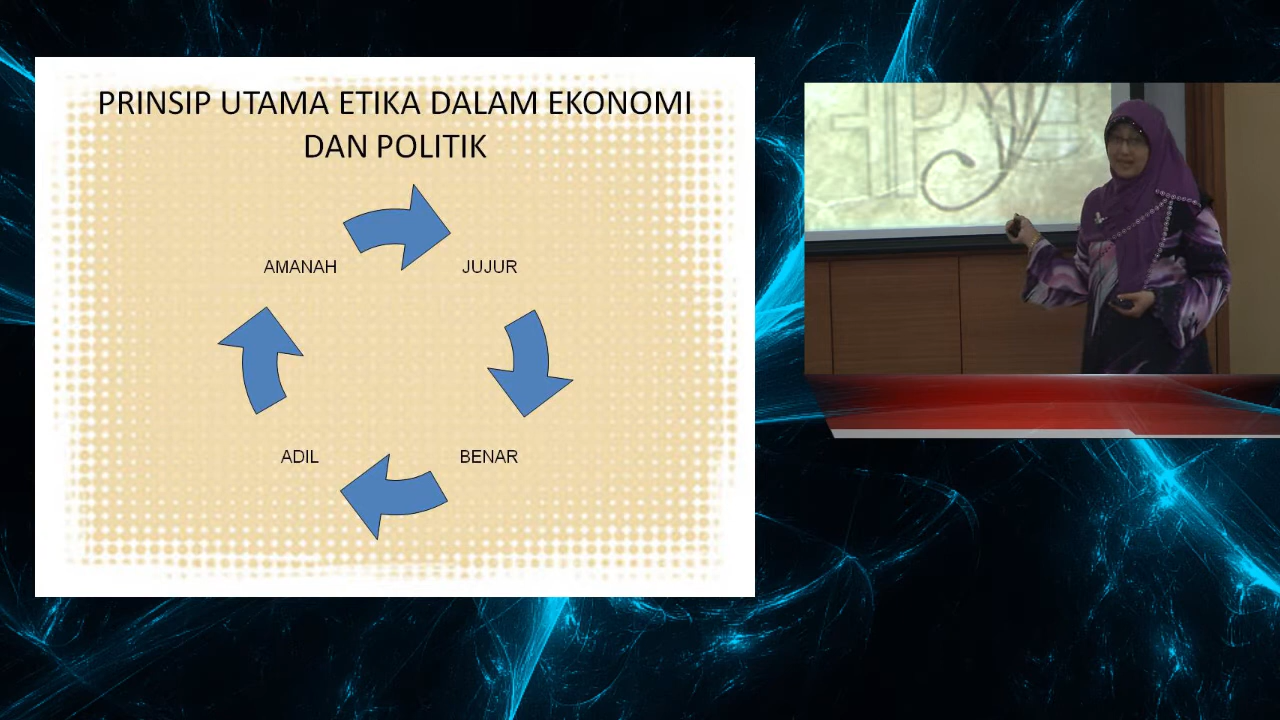 PRINSIP UTAMA ETIKA DALAM EKONOMI
DAN POLITIK
AMANAH
JUJUR
ADIL
BENAR